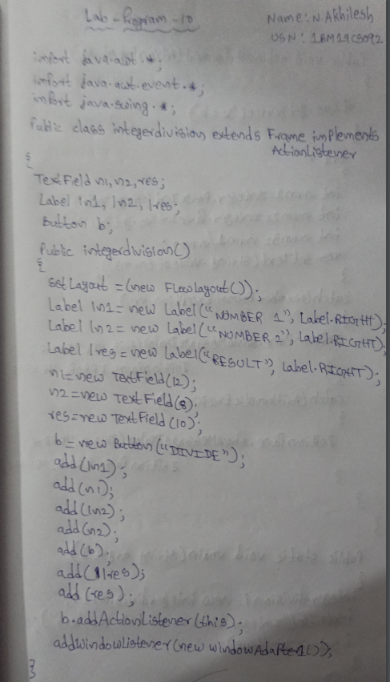 Lab - Program - 10
Name: N Akhilesh
USN: 1BM19CS092
import java.awt.*;
import java.awt.event.*;
import java.swing.*;
Public class integerdivision extends Frame implements
ActionListener
{
TextField n1, n2, res;
Label ln1, ln2, lres;
Button b;
Public integerdivision()
{
setLayout = (new FlowLayout());
Label ln1 = new Label("NUMBER 1", Label.RIGHT);
Label ln2 = new Label("NUMBER 2", Label.RIGHT);
Label lres = new Label("RESULT", Label.RIGHT);
n1 = new TextField(12);
n2 = new TextField(8);
res = new TextField(10);
b = new Button("DIVIDE");
add(ln1);
add(n1);
add(ln2);
add(n2);
add(b);
add(lres);
add(res);
b.addActionListener(this);
addWindowListener(new WindowAdapter1());
}